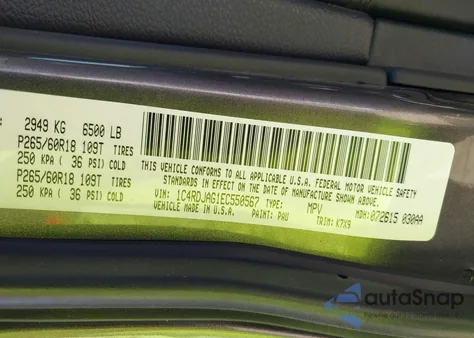 : 2949 KG 6500 LB
P265/60R18 109T TIRES
250 KPA ( 36 PSI) COLD
P265/60R18 109T TIRES
250 KPA ( 36 PSI) COLD
THIS VEHICLE CONFORMS TO ALL APPLICABLE
U.S.A. FEDERAL MOTOR VEHICLE SAFETY
STANDARDS IN EFFECT ON THE DATE OF
MANUFACTURE SHOWN ABOVE.
VIN: 1C4RDJAG1EC550567 TYPE: MPV
VEHICLE MADE IN U.S.A. PAINT: PAU MDH: 072615 030AA
TRIM: K7X9
autoSnap